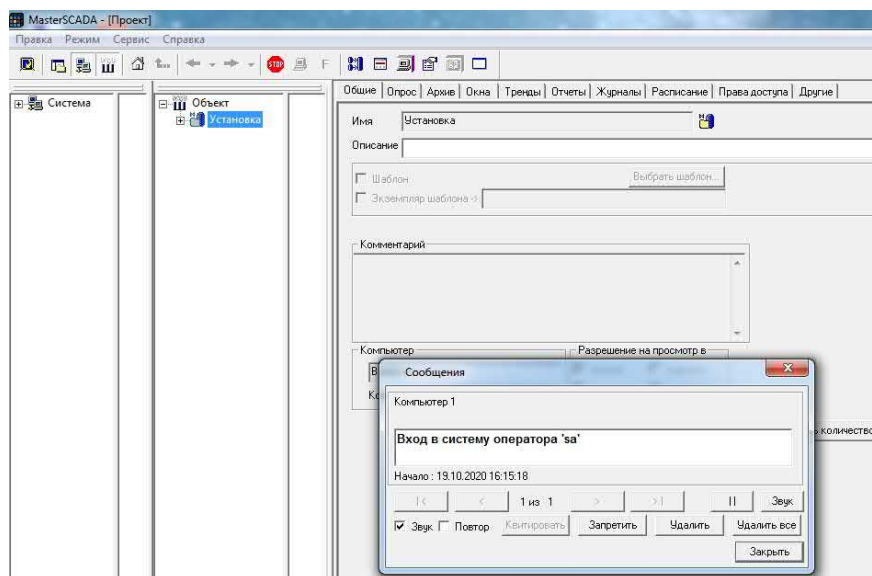 MasterSCADA - [Проект]
Правка Режим Сервис Справка
STOP F
Общие Опрос Архив Окна Тренды Отчеты Журналы Расписание Права доступа Другие
Система
Объект
Установка
Имя Установка
Описание
Шаблон Выбрать шаблон...
Экземпляр шаблона ->
Комментарий
Компьютер Разрешение на просмотр в
Сообщения
Компьютер 1
Вход в систему оператора 'sa'
ь количество
Начало : 19.10.2020 16:15:18
|< < 1 из 1 > >| || Звук
Звук Повтор Квитировать Запретить Удалить Удалить все
Закрыть